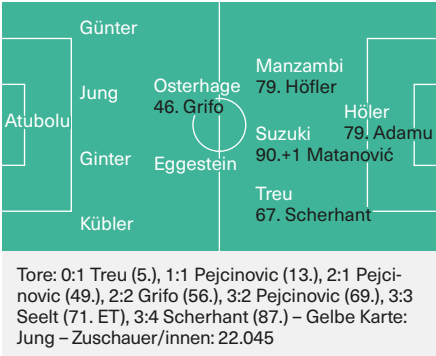 Günter
Manzambi
79. Höfler
Osterhage
46. Grifo
Jung
Höler
79. Adamu
Atubolu
Suzuki
90.+1 Matanović
Ginter
Eggestein
Treu
67. Scherhant
Kübler
Tore: 0:1 Treu (5.), 1:1 Pejcinovic (13.), 2:1 Pejci-
novic (49.), 2:2 Grifo (56.), 3:2 Pejcinovic (69.), 3:3
Seelt (71. ET), 3:4 Scherhant (87.) – Gelbe Karte:
Jung – Zuschauer/innen: 22.045